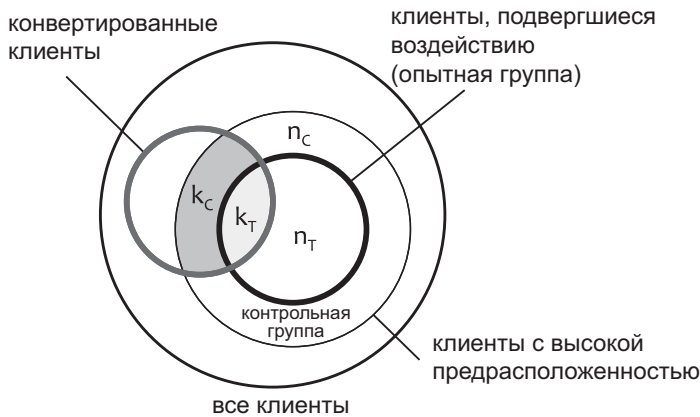 конвертированные
клиенты
клиенты, подвергшиеся
воздействию
(опытная группа)
n_C
k_C
k_T
n_T
контрольная
группа
клиенты с высокой
предрасположенностью
все клиенты